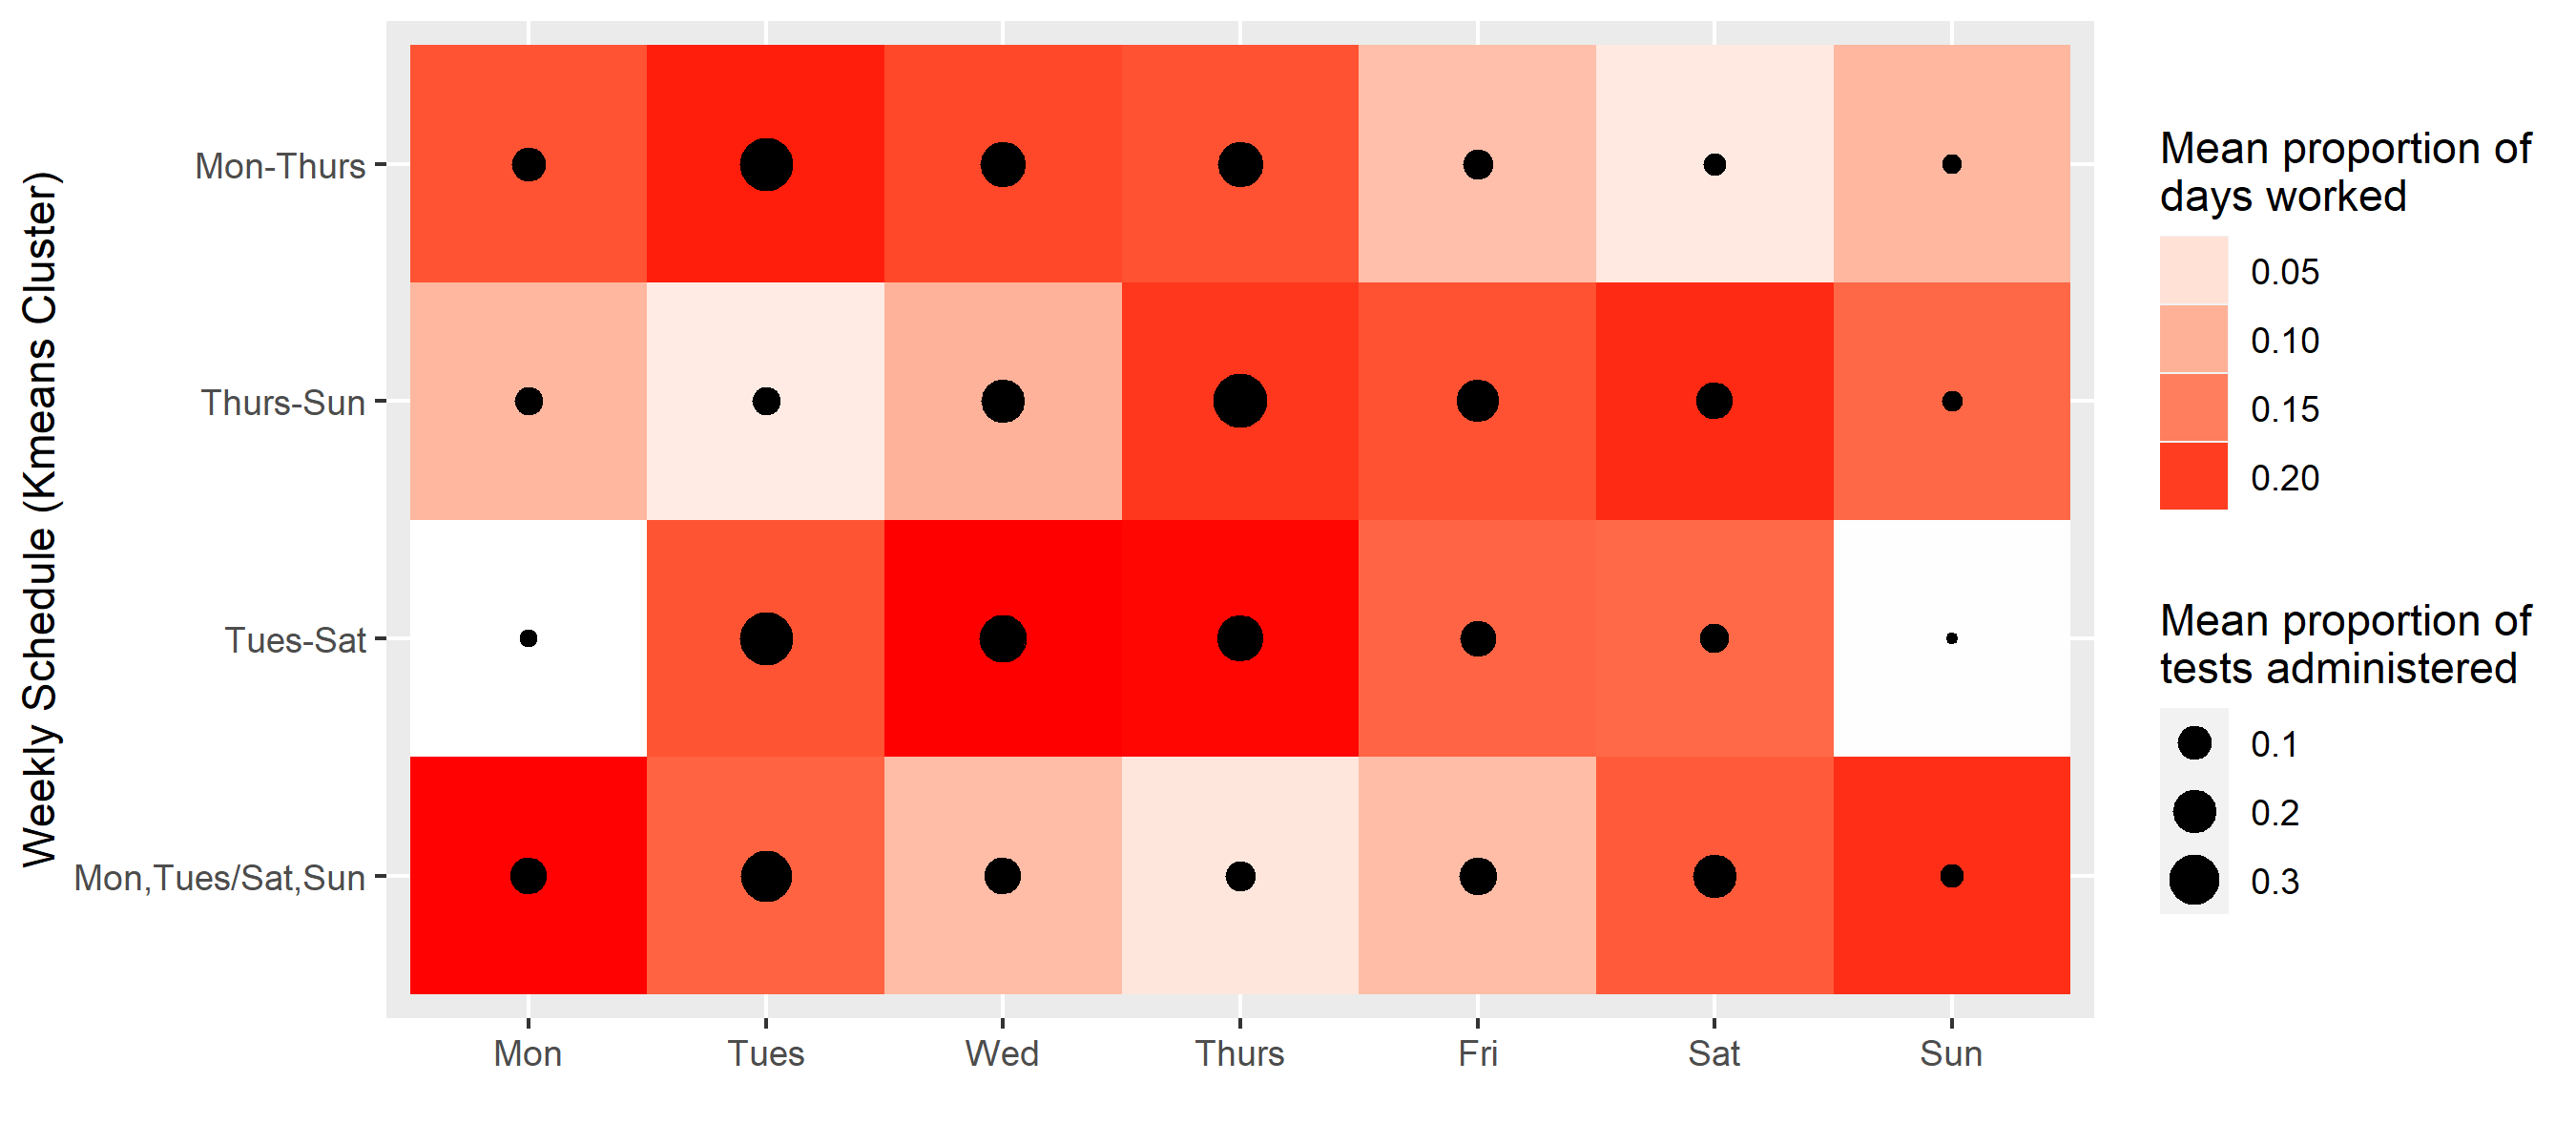 Weekly Schedule (Kmeans Cluster)
Mon-Thurs
Thurs-Sun
Tues-Sat
Mon,Tues/Sat,Sun
Mon Tues Wed Thurs Fri Sat Sun
Mean proportion of
days worked
0.05
0.10
0.15
0.20
Mean proportion of
tests administered
0.1
0.2
0.3